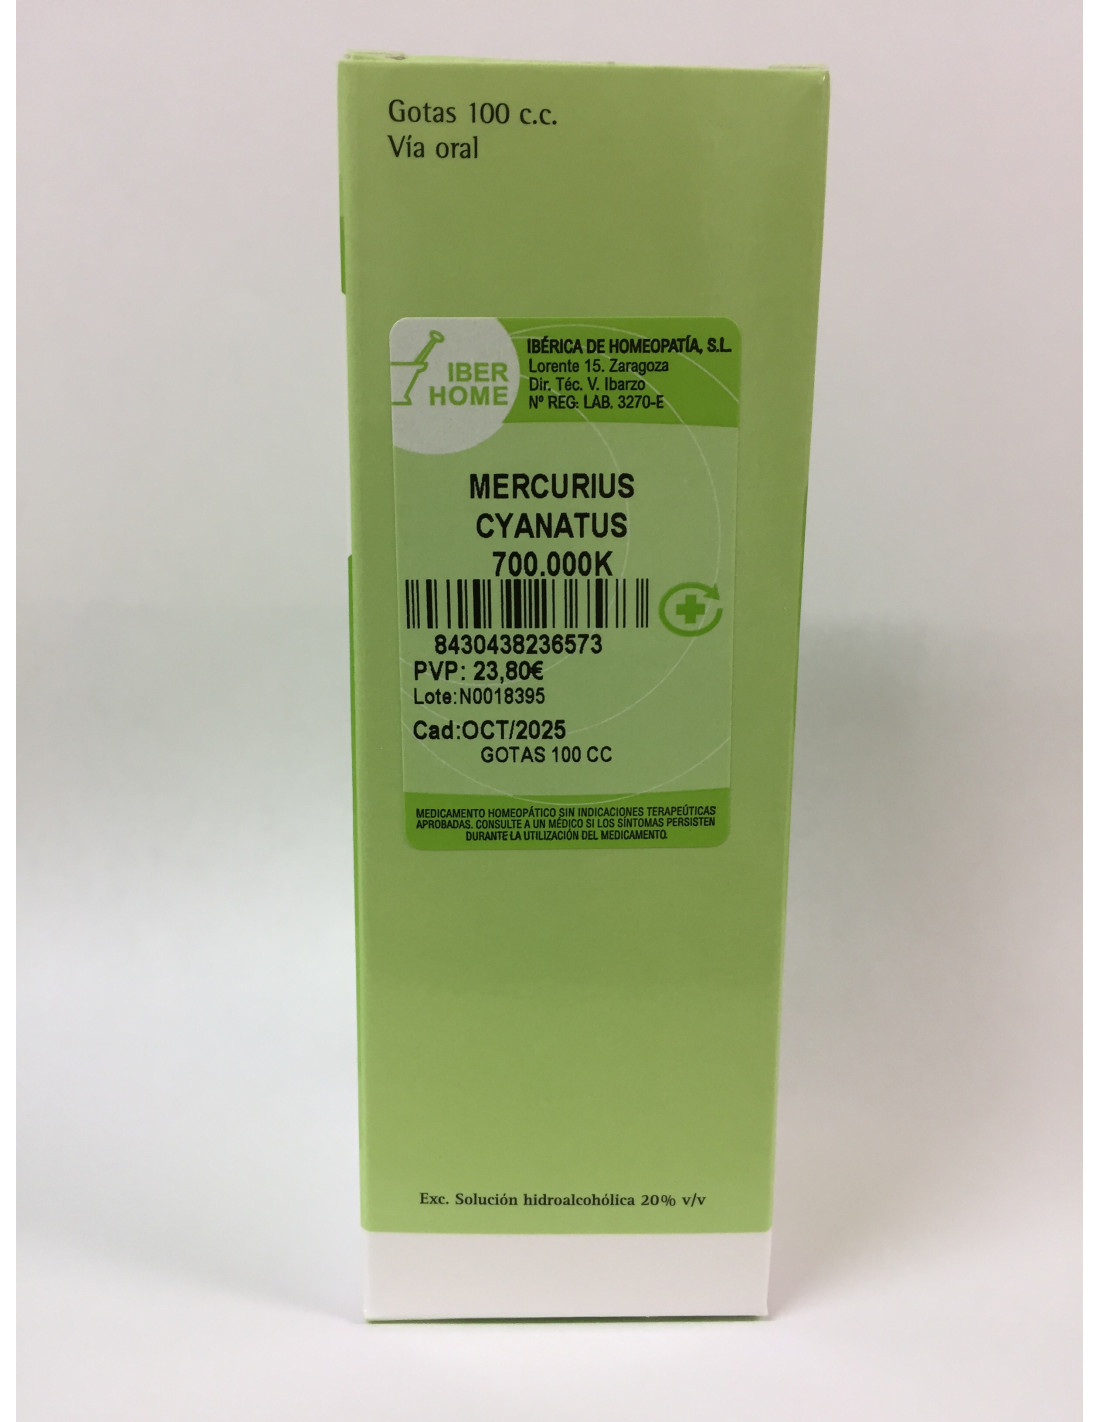 Gotas 100 c.c.
Vía oral
IBER
HOME
IBÉRICA DE HOMEOPATÍA, S.L.
Lorente 15. Zaragoza
Dir. Téc. V. Ibarzo
Nº REG: LAB. 3270-E
MERCURIUS
CYANATUS
700.000K
8430438236573
PVP: 23,80€
Lote:N0018395
Cad:OCT/2025
GOTAS 100 CC
MEDICAMENTO HOMEOPÁTICO SIN INDICACIONES TERAPEÚTICAS
APROBADAS. CONSULTE A UN MÉDICO SI LOS SÍNTOMAS PERSISTEN
DURANTE LA UTILIZACIÓN DEL MEDICAMENTO.
Exc. Solución hidroalcohólica 20% v/v